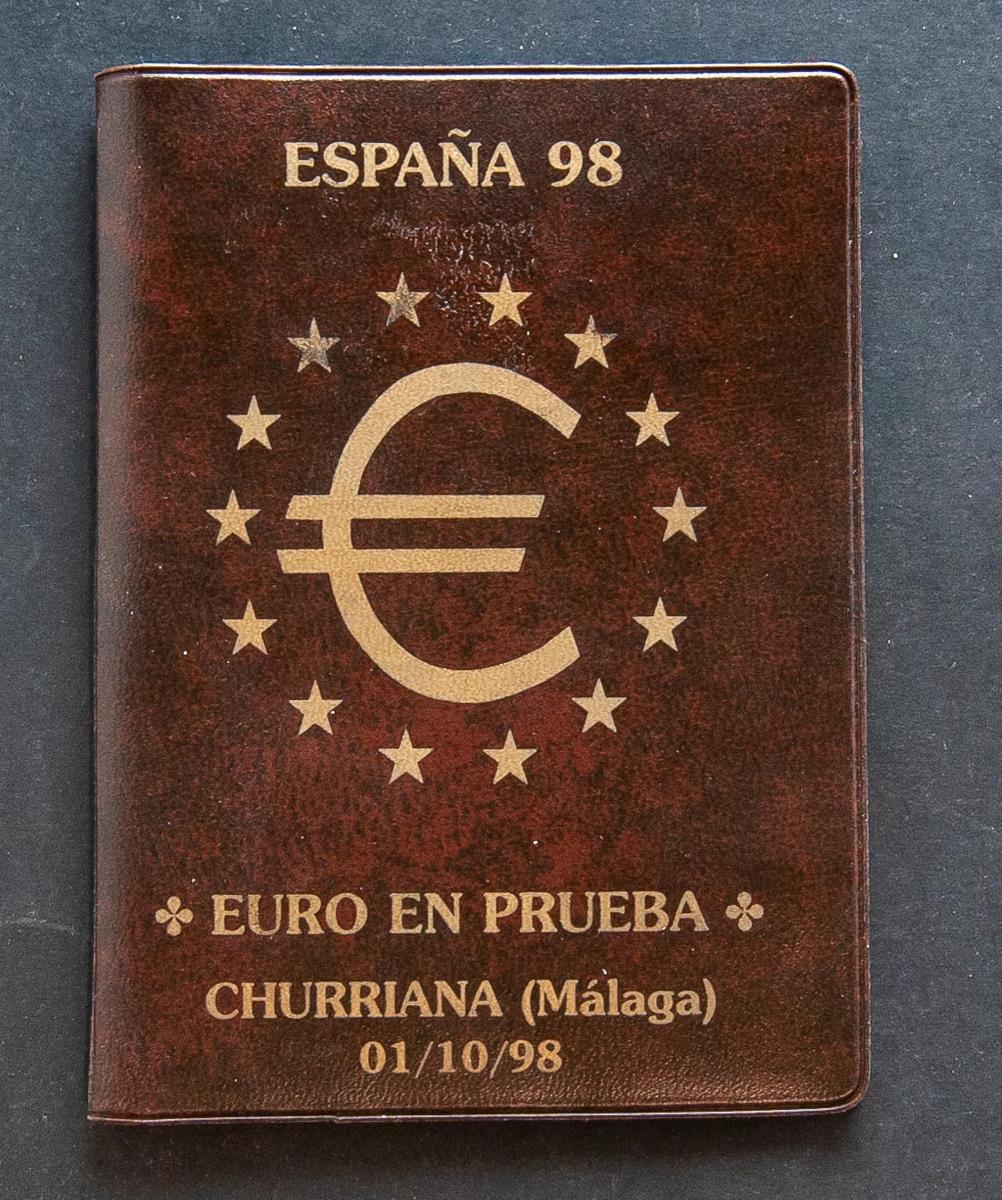 ESPAÑA 98
€
EURO EN PRUEBA
CHURRIANA (Málaga)
01/10/98